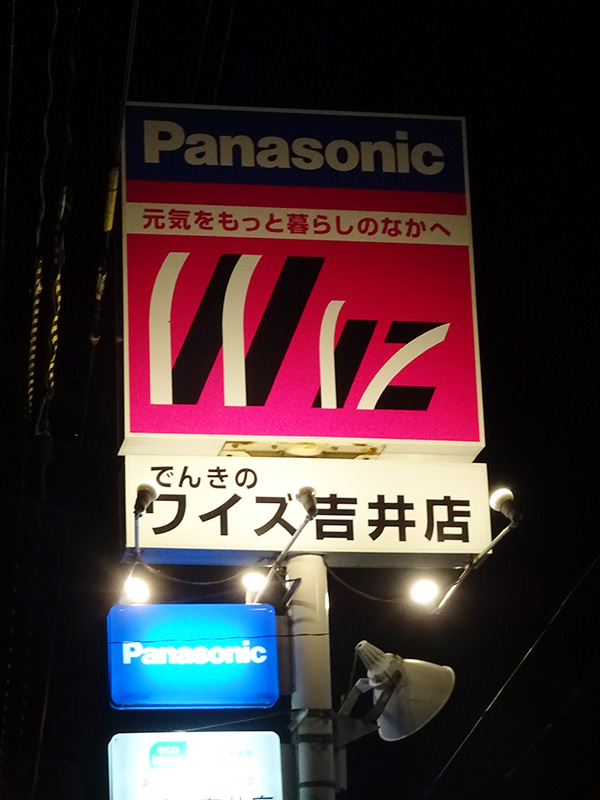 Panasonic
元気をもっと暮らしのなかへ
Wiz
でんきの
ワイズ吉井店
Panasonic
eco